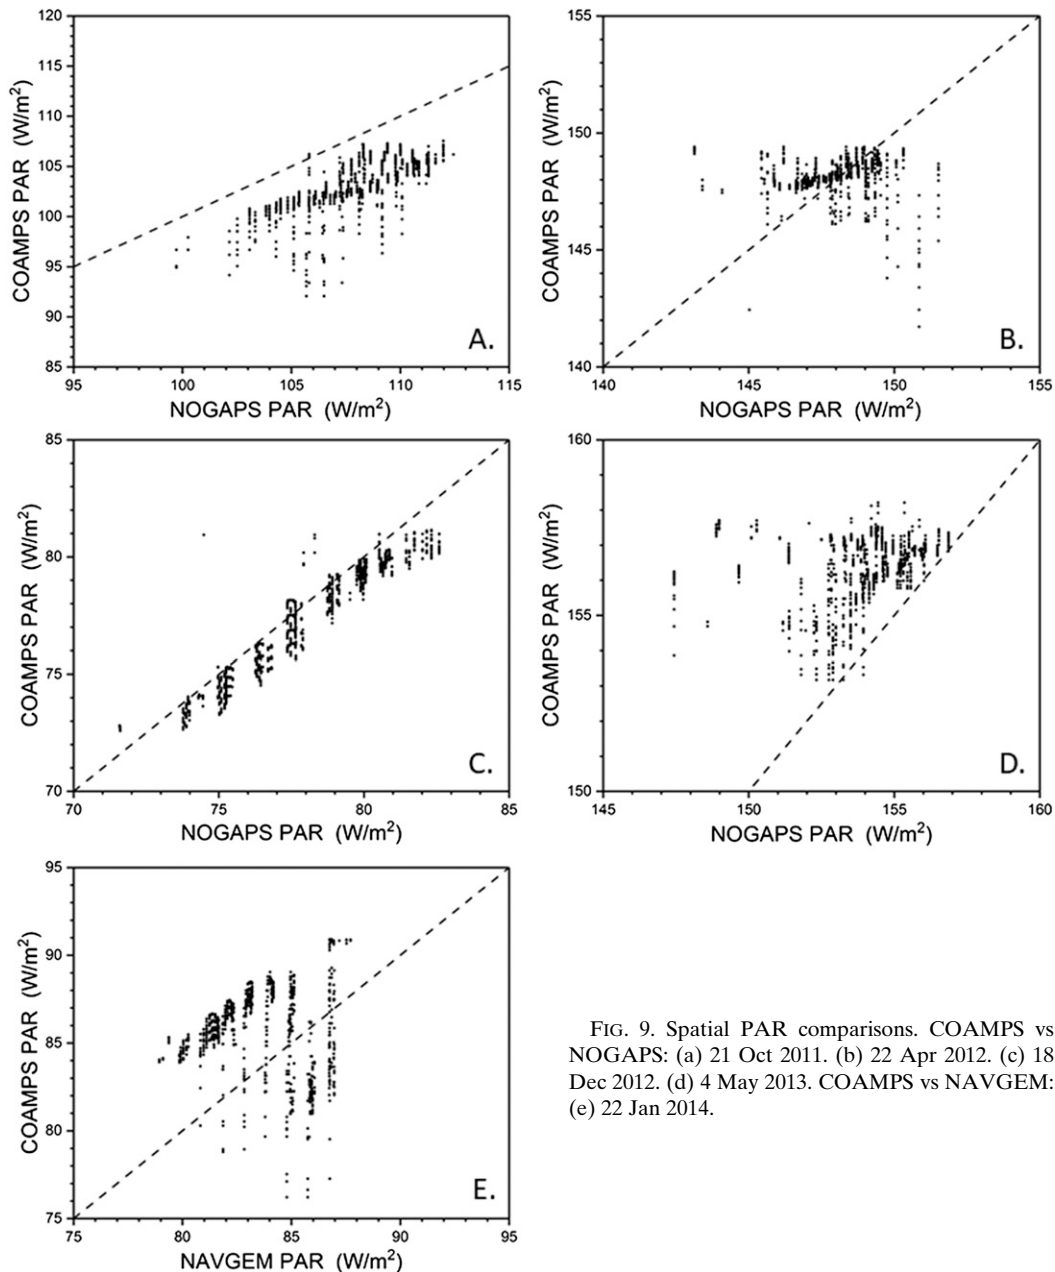 120
115
110
105
100
95
90
85
COAMPS PAR (W/m²)
A.
95 100 105 110 115
NOGAPS PAR (W/m²)
155
150
145
140
COAMPS PAR (W/m²)
B.
140 145 150 155
NOGAPS PAR (W/m²)
85
80
75
70
COAMPS PAR (W/m²)
C.
70 75 80 85
NOGAPS PAR (W/m²)
160
155
150
COAMPS PAR (W/m²)
D.
145 150 155 160
NOGAPS PAR (W/m²)
95
90
85
80
75
COAMPS PAR (W/m²)
E.
75 80 85 90 95
NAVGEM PAR (W/m²)
FIG. 9. Spatial PAR comparisons. COAMPS vs
NOGAPS: (a) 21 Oct 2011. (b) 22 Apr 2012. (c) 18
Dec 2012. (d) 4 May 2013. COAMPS vs NAVGEM:
(e) 22 Jan 2014.